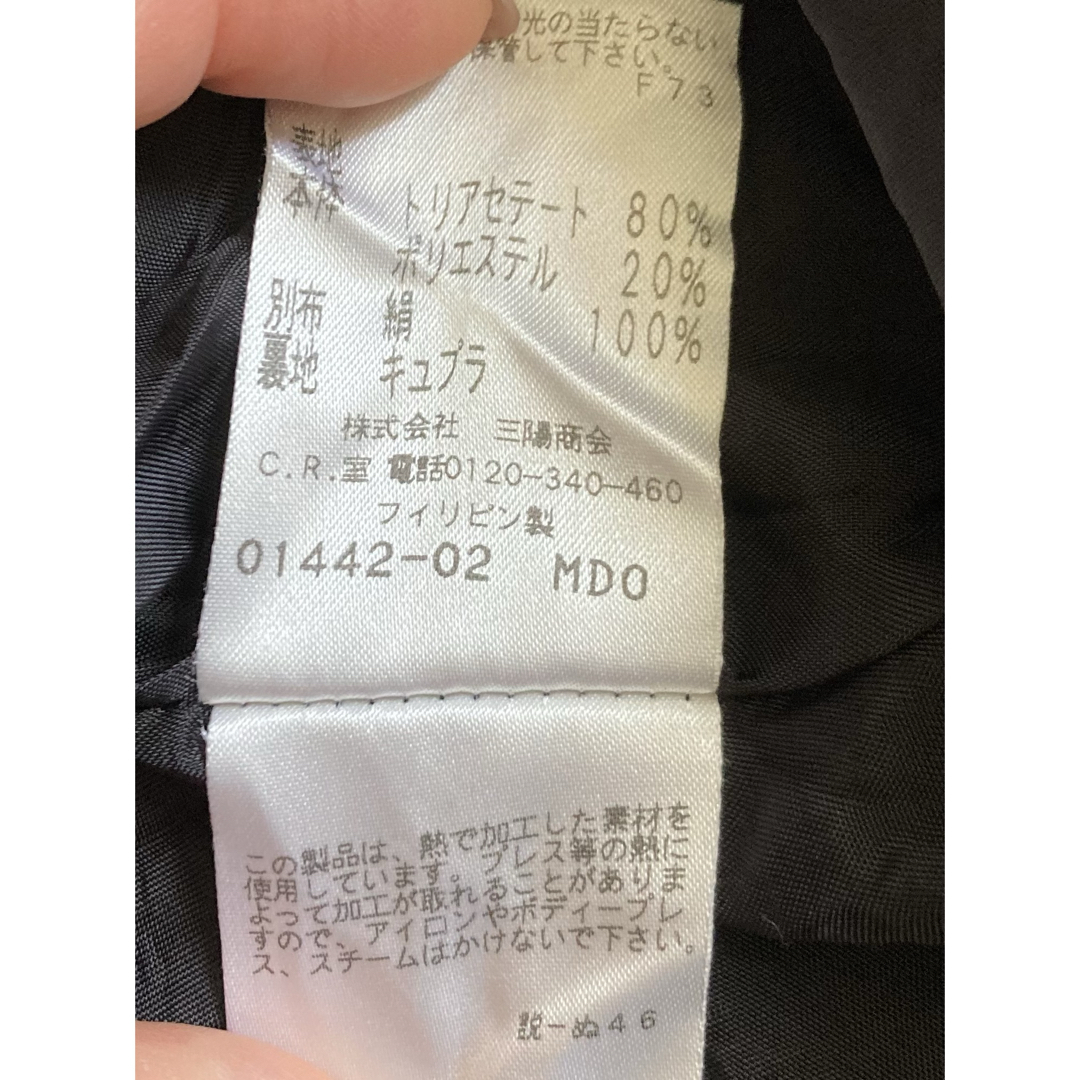 光の当たらない
保管して下さい。
F73
表地
本体 トリアセテート 80%
ポリエステル 20%
別布 絹 100%
裏地 キュプラ
株式会社 三陽商会
C.R.室 電話0120-340-460
フィリピン製
01442-02 MDO
この製品は、熱で加工した素材を
使用しています。プレス等の熱に
よって加工が取れることがありま
すので、アイロンやボディープレ
ス、スチームはかけないで下さい。
説-ぬ46